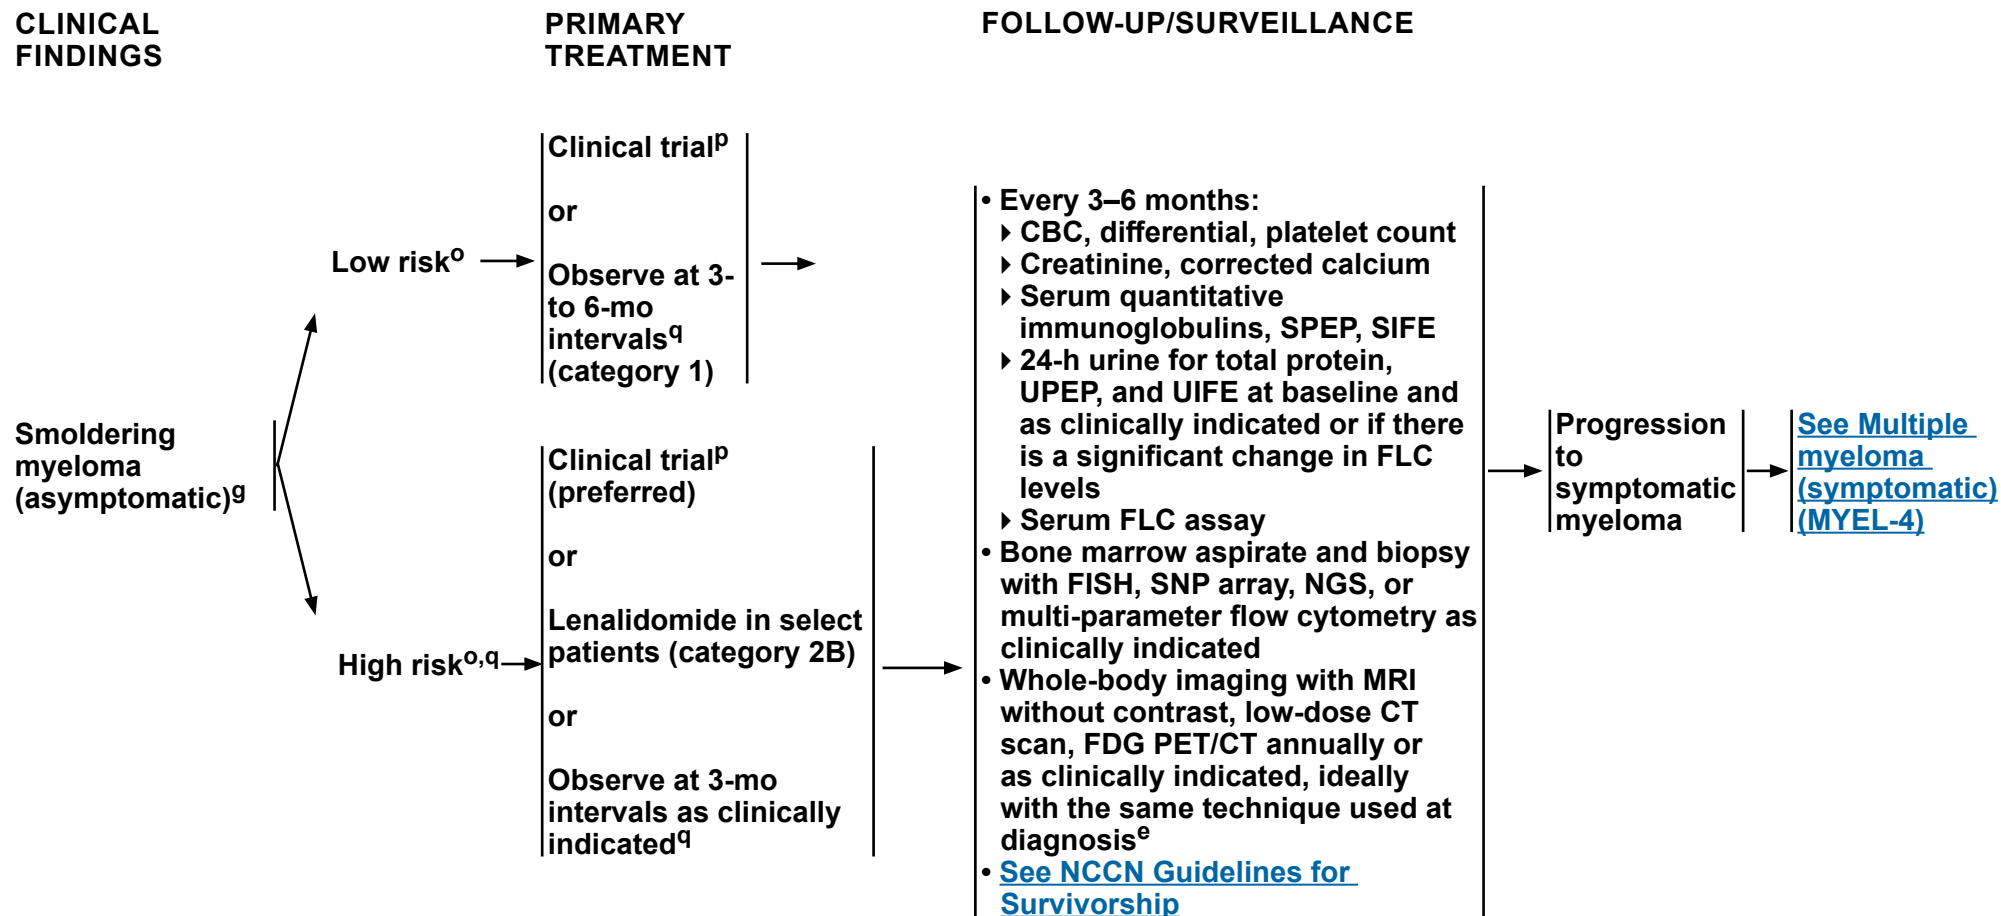 CLINICAL
FINDINGS
PRIMARY
TREATMENT
FOLLOW-UP/SURVEILLANCE
Smoldering
myeloma
(asymptomatic)g
Low risko
Clinical trialp
or
Observe at 3-
to 6-mo
intervalsq
(category 1)
High risko,q
Clinical trialp
(preferred)
or
Lenalidomide in select
patients (category 2B)
or
Observe at 3-mo
intervals as clinically
indicatedq
• Every 3–6 months:
CBC, differential, platelet count
Creatinine, corrected calcium
Serum quantitative
immunoglobulins, SPEP, SIFE
24-h urine for total protein,
UPEP, and UIFE at baseline and
as clinically indicated or if there
is a significant change in FLC
levels
Serum FLC assay
• Bone marrow aspirate and biopsy
with FISH, SNP array, NGS, or
multi-parameter flow cytometry as
clinically indicated
• Whole-body imaging with MRI
without contrast, low-dose CT
scan, FDG PET/CT annually or
as clinically indicated, ideally
with the same technique used at
diagnosise
• See NCCN Guidelines for
Survivorship
Progression
to
symptomatic
myeloma
See Multiple
myeloma
(symptomatic)
(MYEL-4)